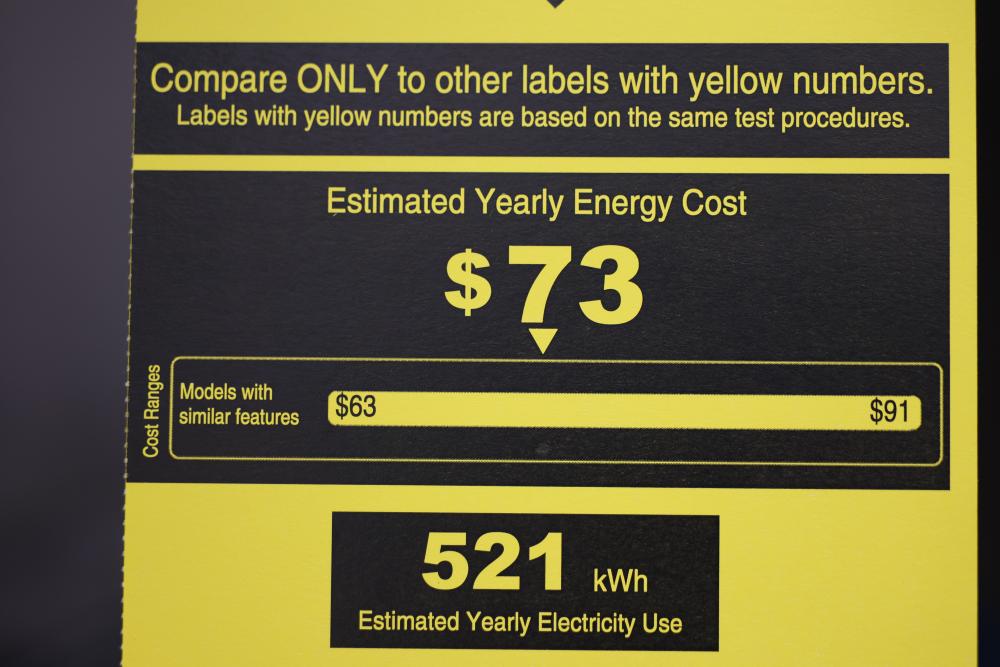 Compare ONLY to other labels with yellow numbers.
Labels with yellow numbers are based on the same test procedures.
Estimated Yearly Energy Cost
$73
Cost Ranges
Models with
similar features
$63
$91
521 kWh
Estimated Yearly Electricity Use